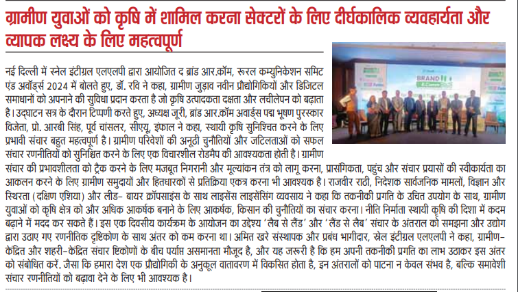 ग्रामीण युवाओं को कृषि में शामिल करना सेक्टरों के लिए दीर्घकालिक व्यवहार्यता और
व्यापक लक्ष्य के लिए महत्वपूर्ण
नई दिल्ली में स्नेल इंटीग्रल एलएलपी द्वारा आयोजित द ब्रांड आर.कॉम, रूरल कम्युनिकेशन समिट
एंड अवॉर्ड्स 2024 में बोलते हुए, डॉ. रवि ने कहा, ग्रामीण जुड़ाव नवीन प्रौद्योगिकियों और डिजिटल
समाधानों को अपनाने की सुविधा प्रदान करता है जो कृषि उत्पादकता दक्षता और लचीलेपन को बढ़ाता
है। उद्घाटन सत्र के दौरान टिप्पणी करते हुए, अध्यक्ष जूरी, ब्रांड आर.कॉम अवार्डस पद्म भूषण पुरस्कार
विजेता, प्रो. आरबी सिंह, पूर्व चांसलर, सीएयू, इंफाल ने कहा, स्थायी कृषि सुनिश्चित करने के लिए
प्रभावी संचार बहुत महत्वपूर्ण है। ग्रामीण परिवेशों की अनूठी चुनौतियों और जटिलताओं को सफल
संचार रणनीतियों को सुनिश्चित करने के लिए एक विचारशील रोडमैप की आवश्यकता होती है। ग्रामीण
संचार की प्रभावशीलता को ट्रैक करने के लिए मजबूत निगरानी और मूल्यांकन तंत्र को लागू करना, प्रासंगिकता, पहुंच और संचार प्रयासों की स्वीकार्यता का
आकलन करने के लिए ग्रामीण समुदायों और हितधारकों से प्रतिक्रिया एकत्र करना भी आवश्यक है। राजवीर राठी, निदेशक सार्वजनिक मामलों, विज्ञान और
स्थिरता (दक्षिण एशिया) और लीड- बायर क्रॉपसाइंस के साथ लाइसेंस लाइसेंसिंग व्यवसाय ने कहा कि तकनीकी प्रगति के उचित उपयोग के साथ, ग्रामीण
युवाओं को कृषि क्षेत्र को और अधिक आकर्षक बनाने के लिए आकर्षक, किसान की चुनौतियों का संचार करना। नीति निर्माता स्थायी कृषि की दिशा में कदम
बढ़ाने में मदद कर सकते हैं। इस एक दिवसीय कार्यक्रम के आयोजन का उद्देश्य 'लैब से लैंड' और 'लैंड से लैब' संचार के अंतराल को समझना और उद्योग
द्वारा उठाए गए रणनीतिक दृष्टिकोण के साथ अंतर को कम करना था। अमित खरे संस्थापक और प्रबंध भागीदार, स्नेल इंटीग्रल एलएलपी ने कहा, ग्रामीण-
केंद्रित और शहरी-केंद्रित संचार दृष्टिकोणों के बीच पर्याप्त असमानता मौजूद है, और यह जरूरी है कि हम अपनी तकनीकी प्रगति का लाभ उठाकर इस अंतर
को संबोधित करें. जैसा कि हमारा देश एक प्रौद्योगिकी के अनुकूल वातावरण में विकसित होता है, इन अंतरालों को पाटना न केवल संभव है, बल्कि समावेशी
संचार रणनीतियों को बढ़ावा देने के लिए भी आवश्यक है।